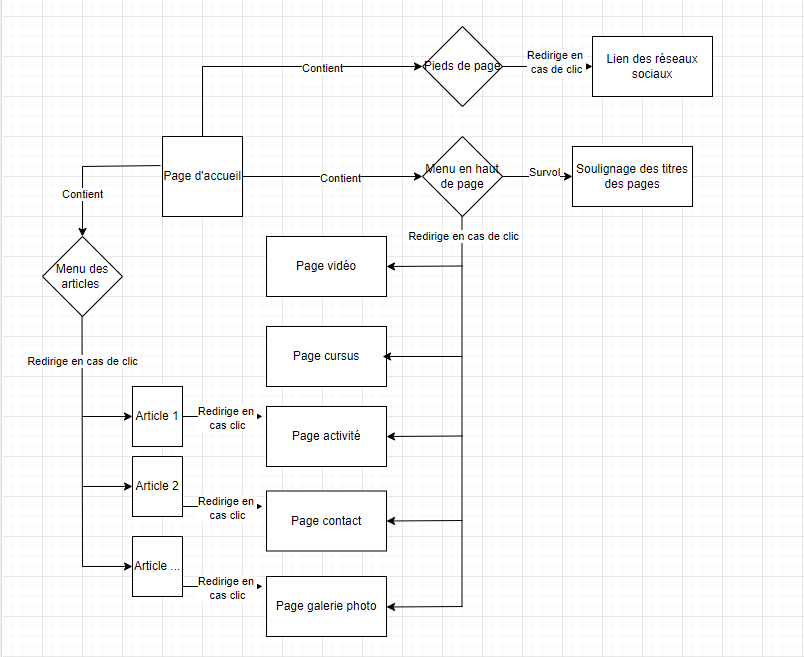 Contient
Pieds de page
Redirige en
cas de clic
Lien des réseaux
sociaux
Page d'accueil
Contient
Menu en haut
de page
Survol
Soulignage des titres
des pages
Contient
Menu des
articles
Redirige en cas de clic
Page vidéo
Page cursus
Redirige en cas de clic
Article 1
Redirige en
cas clic
Page activité
Article 2
Redirige en
cas clic
Page contact
Article ...
Redirige en
cas clic
Page galerie photo